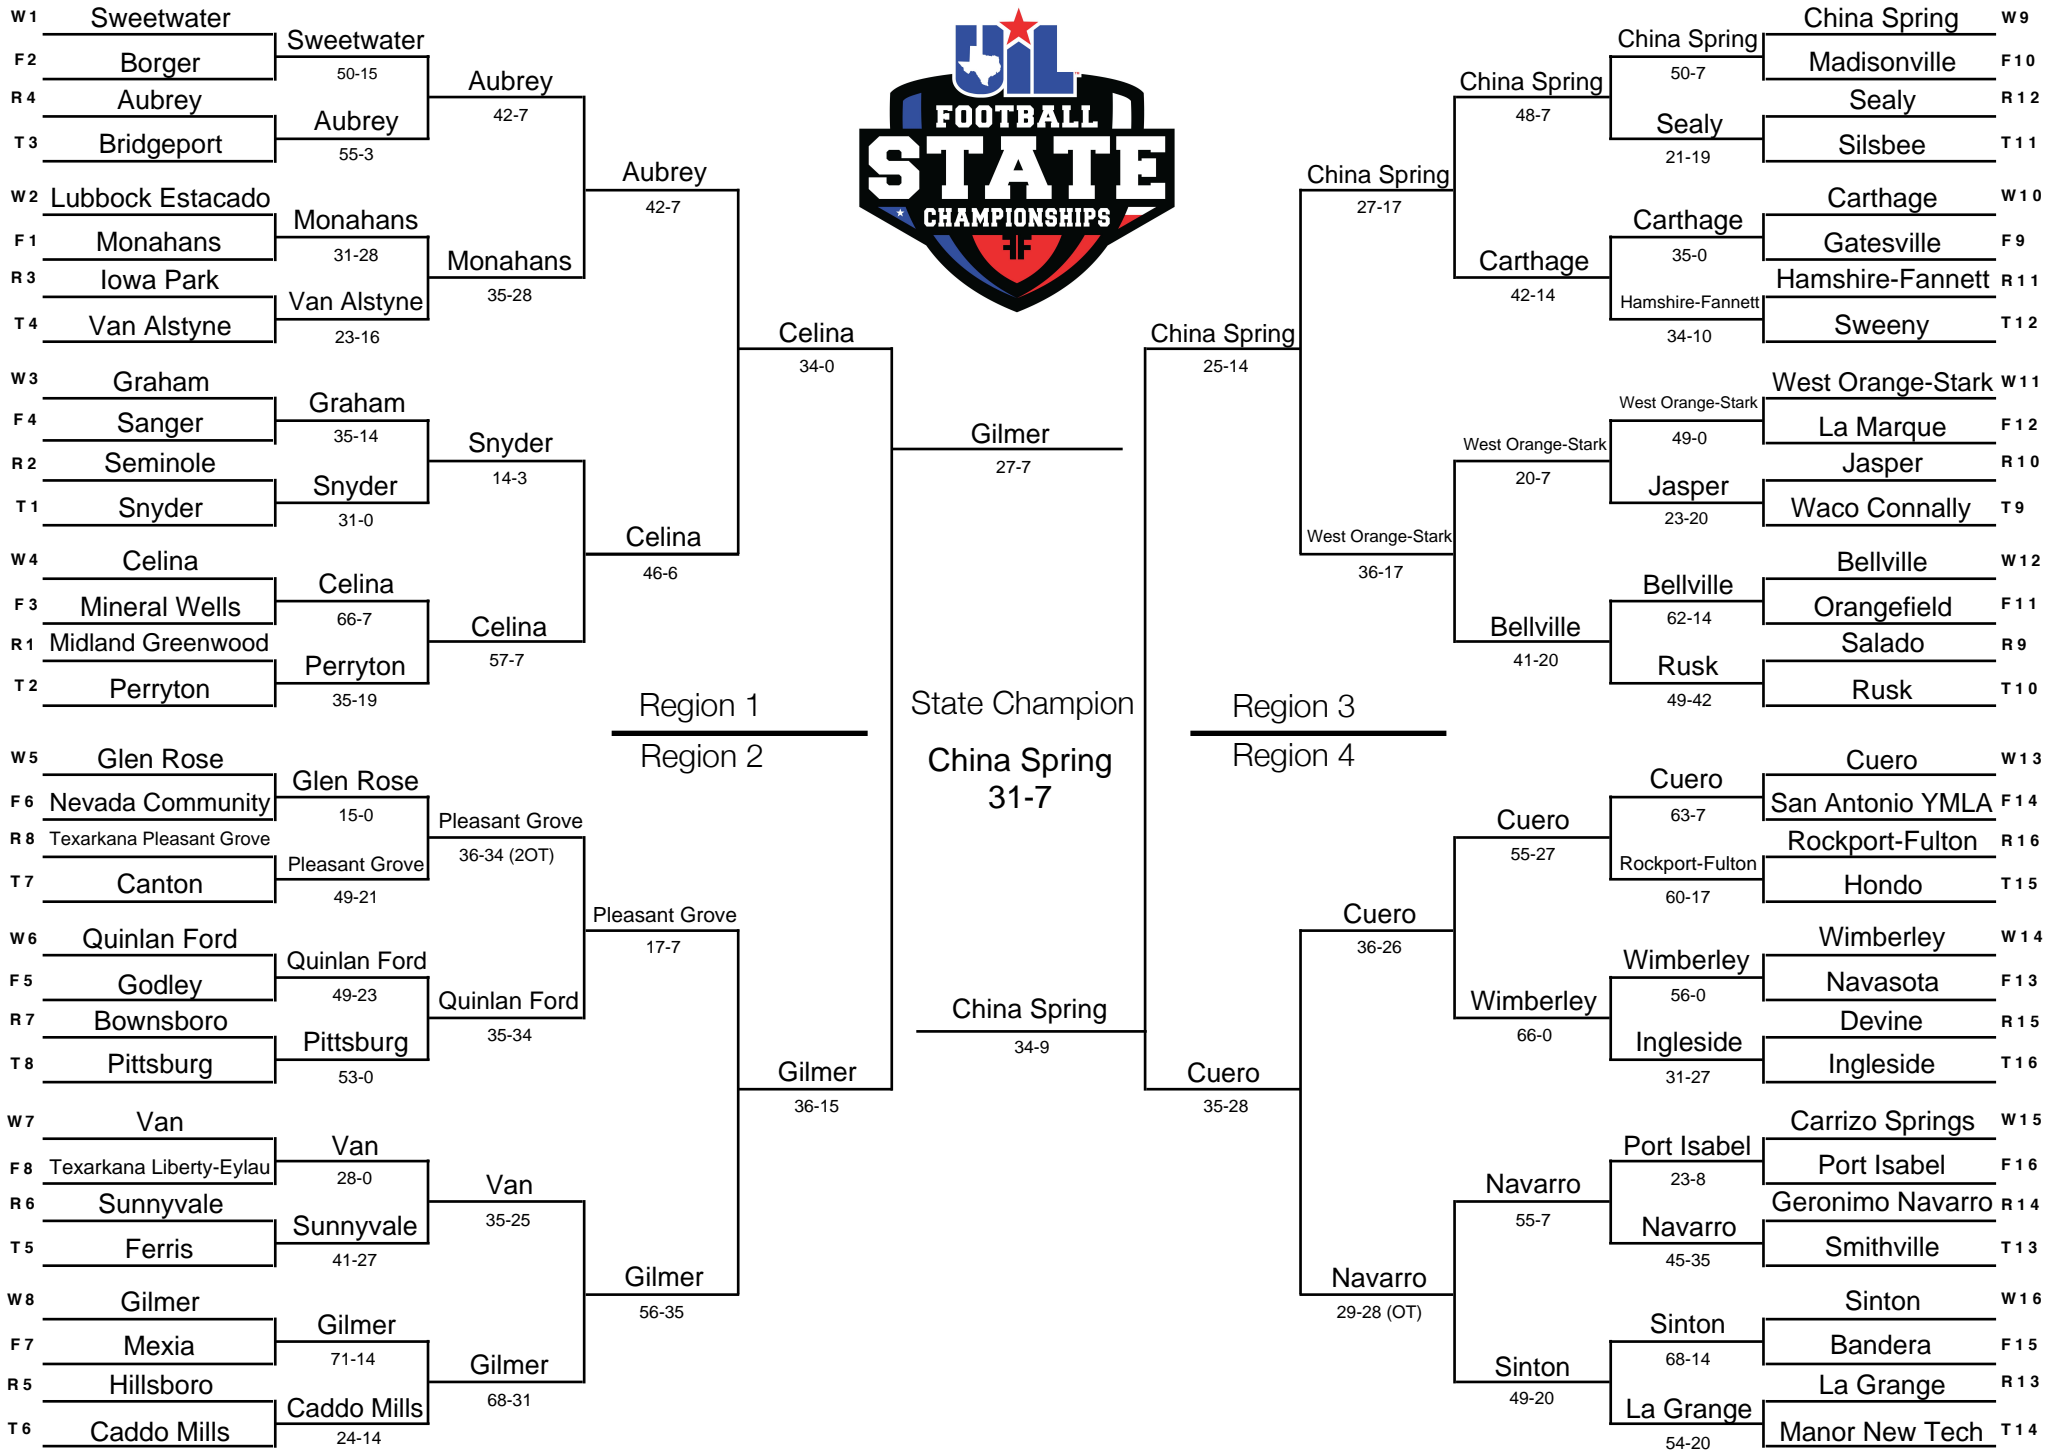 W1 Sweetwater
F2 Borger
R4 Aubrey
T3 Bridgeport
W2 Lubbock Estacado
F1 Monahans
R3 Iowa Park
T4 Van Alstyne
W3 Graham
F4 Sanger
R2 Seminole
T1 Snyder
W4 Celina
F3 Mineral Wells
R1 Midland Greenwood
T2 Perryton
W5 Glen Rose
F6 Nevada Community
R8 Texarkana Pleasant Grove
T7 Canton
W6 Quinlan Ford
F5 Godley
R7 Bownsboro
T8 Pittsburg
W7 Van
F8 Texarkana Liberty-Eylau
R6 Sunnyvale
T5 Ferris
W8 Gilmer
F7 Mexia
R5 Hillsboro
T6 Caddo Mills
Sweetwater
50-15
Aubrey
55-3
Monahans
31-28
Van Alstyne
23-16
Graham
35-14
Snyder
31-0
Celina
66-7
Perryton
35-19
Glen Rose
15-0
Pleasant Grove
49-21
Quinlan Ford
49-23
Pittsburg
53-0
Van
28-0
Sunnyvale
41-27
Gilmer
71-14
Caddo Mills
24-14
Aubrey
42-7
Monahans
35-28
Snyder
14-3
Celina
57-7
Pleasant Grove
36-34 (2OT)
Quinlan Ford
35-34
Van
35-25
Gilmer
68-31
Aubrey
42-7
Celina
46-6
Pleasant Grove
17-7
Gilmer
56-35
Celina
34-0
Gilmer
36-15
Region 1
Region 2
UIL
FOOTBALL
STATE
CHAMPIONSHIPS
Gilmer
27-7
State Champion
China Spring
31-7
China Spring
34-9
Region 3
Region 4
China Spring
25-14
Cuero
35-28
China Spring
27-17
West Orange-Stark
36-17
Cuero
36-26
Navarro
29-28 (OT)
China Spring
48-7
Carthage
42-14
West Orange-Stark
20-7
Bellville
41-20
Cuero
55-27
Wimberley
66-0
Navarro
55-7
Sinton
49-20
China Spring
50-7
Sealy
21-19
Carthage
35-0
Hamshire-Fannett
34-10
West Orange-Stark
49-0
Jasper
23-20
Bellville
62-14
Rusk
49-42
Cuero
63-7
Rockport-Fulton
60-17
Wimberley
56-0
Ingleside
31-27
Port Isabel
23-8
Navarro
45-35
Sinton
68-14
La Grange
54-20
China Spring W9
Madisonville F10
Sealy R12
Silsbee T11
Carthage W10
Gatesville F9
Hamshire-Fannett R11
Sweeny T12
West Orange-Stark W11
La Marque F12
Jasper R10
Waco Connally T9
Bellville W12
Orangefield F11
Salado R9
Rusk T10
Cuero W13
San Antonio YMLA F14
Rockport-Fulton R16
Hondo T15
Wimberley W14
Navasota F13
Devine R15
Ingleside T16
Carrizo Springs W15
Port Isabel F16
Geronimo Navarro R14
Smithville T13
Sinton W16
Bandera F15
La Grange R13
Manor New Tech T14